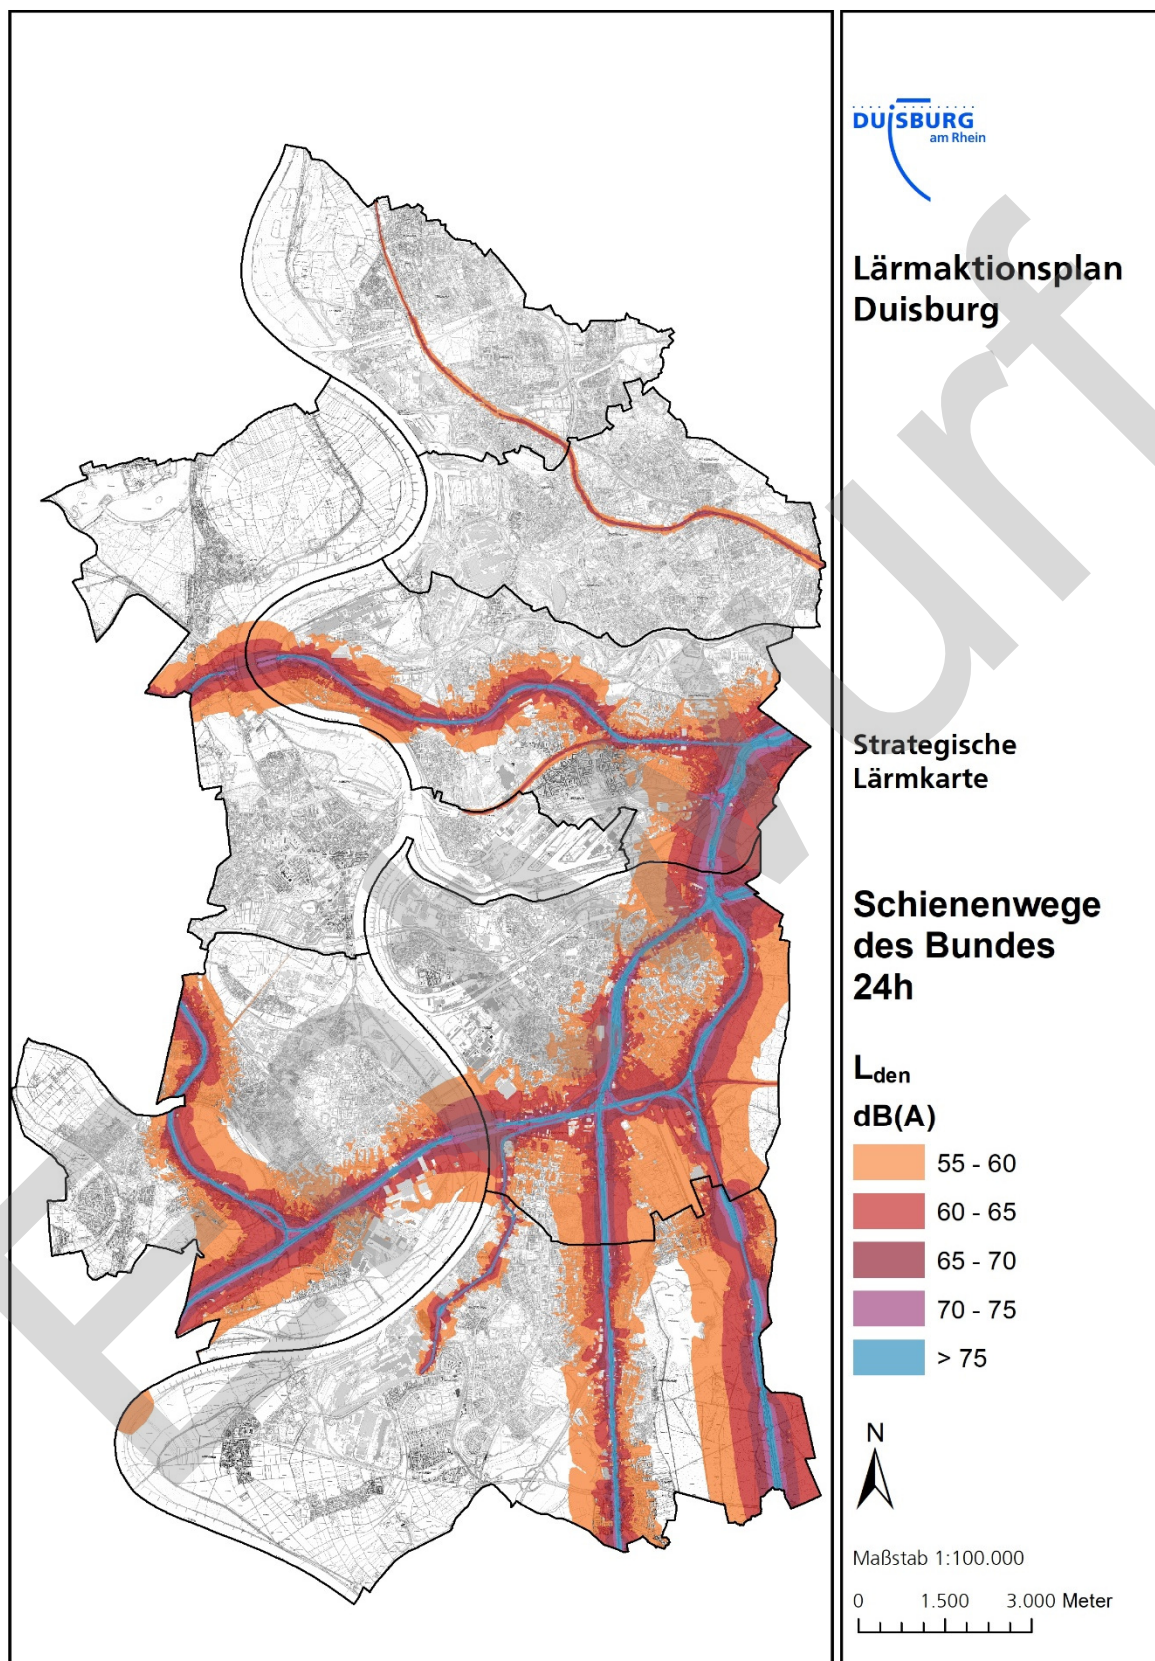 DUISBURG
am Rhein
Lärmaktionsplan
Duisburg
Strategische
Lärmkarte
Schienenwege
des Bundes
24h
Lden
dB(A)
55 - 60
60 - 65
65 - 70
70 - 75
> 75
N
Maßstab 1:100.000
0 1.500 3.000 Meter
Entwurf